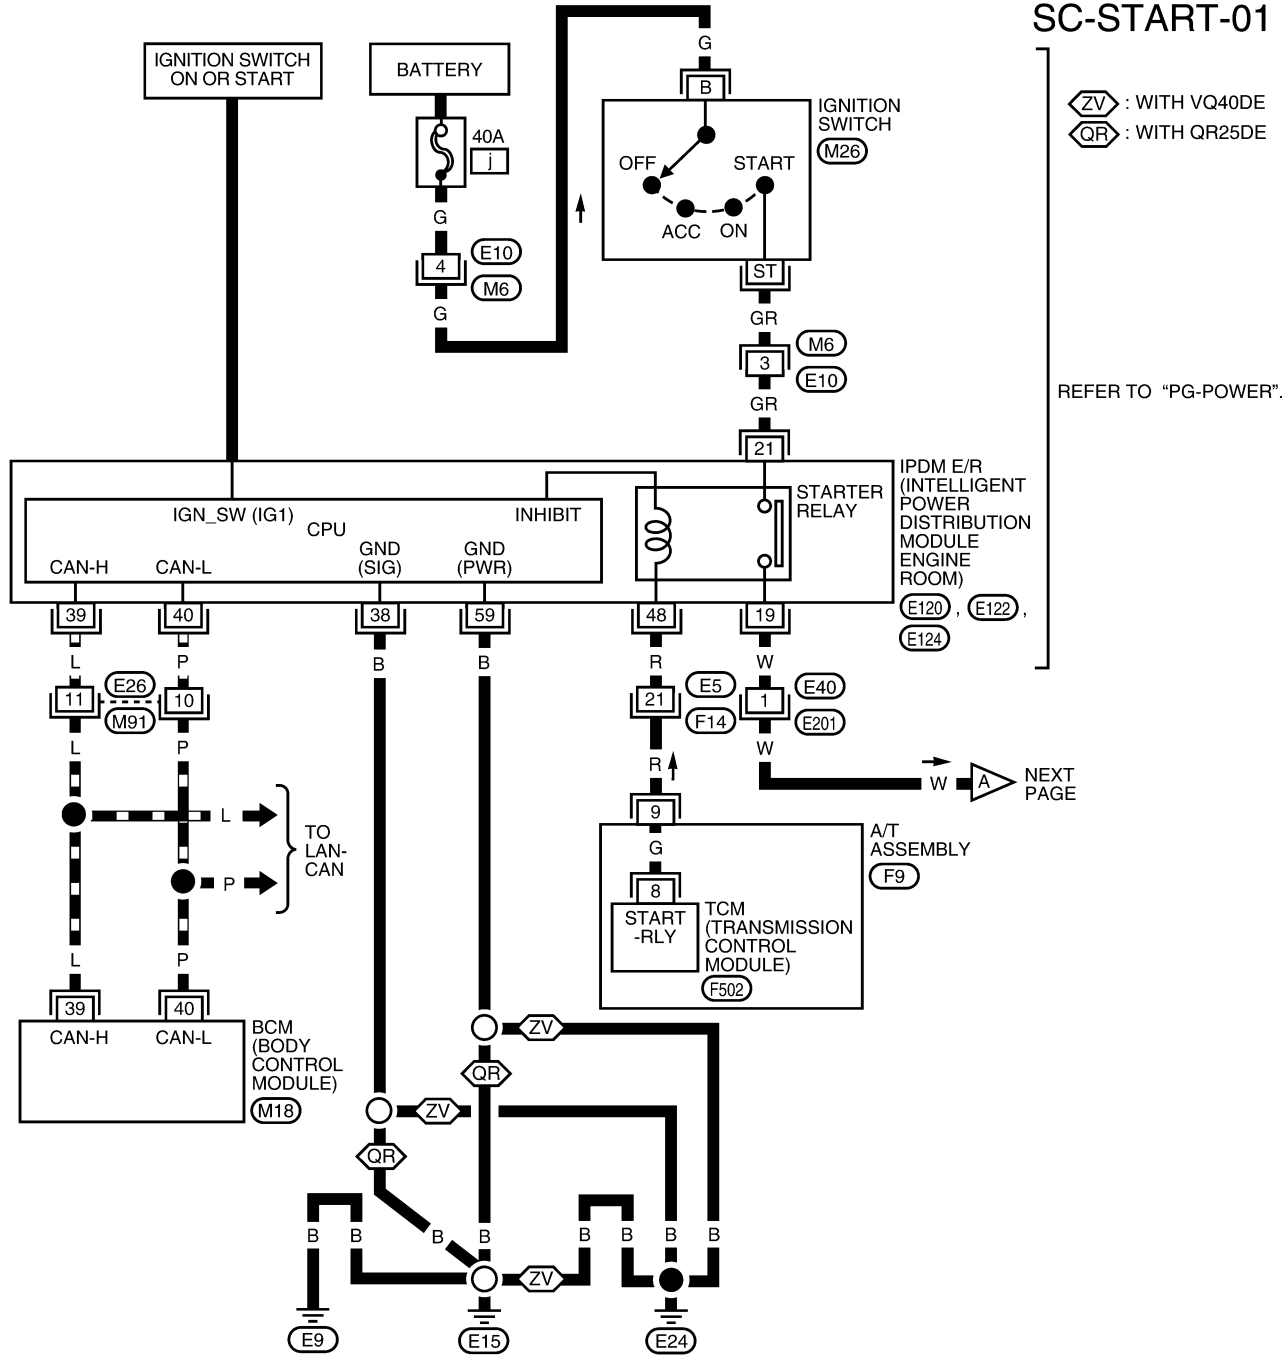 SC-START-01
IGNITION SWITCH
ON OR START
BATTERY
40A
j
G
4
E10
M6
G
G
B
IGNITION
SWITCH
M26
OFF
START
ACC
ON
ST
GR
3
M6
E10
GR
21
ZV : WITH VQ40DE
QR : WITH QR25DE
REFER TO “PG-POWER”.
IPDM E/R
(INTELLIGENT
POWER
DISTRIBUTION
MODULE
ENGINE
ROOM)
E120 , E122 ,
E124
STARTER
RELAY
IGN_SW (IG1)
CPU
INHIBIT
CAN-H
CAN-L
GND
(SIG)
GND
(PWR)
39
40
38
59
48
19
L
P
B
B
R
W
11
E26
M91
10
21
E5
F14
1
E40
E201
L
P
R
W
W
A
NEXT
PAGE
L
P
TO
LAN-
CAN
9
A/T
ASSEMBLY
F9
G
8
START
-RLY
TCM
(TRANSMISSION
CONTROL
MODULE)
F502
L
P
39
40
CAN-H
CAN-L
BCM
(BODY
CONTROL
MODULE)
M18
ZV
QR
ZV
QR
B
B
B
B
B
B
B
B
ZV
E9
E15
E24